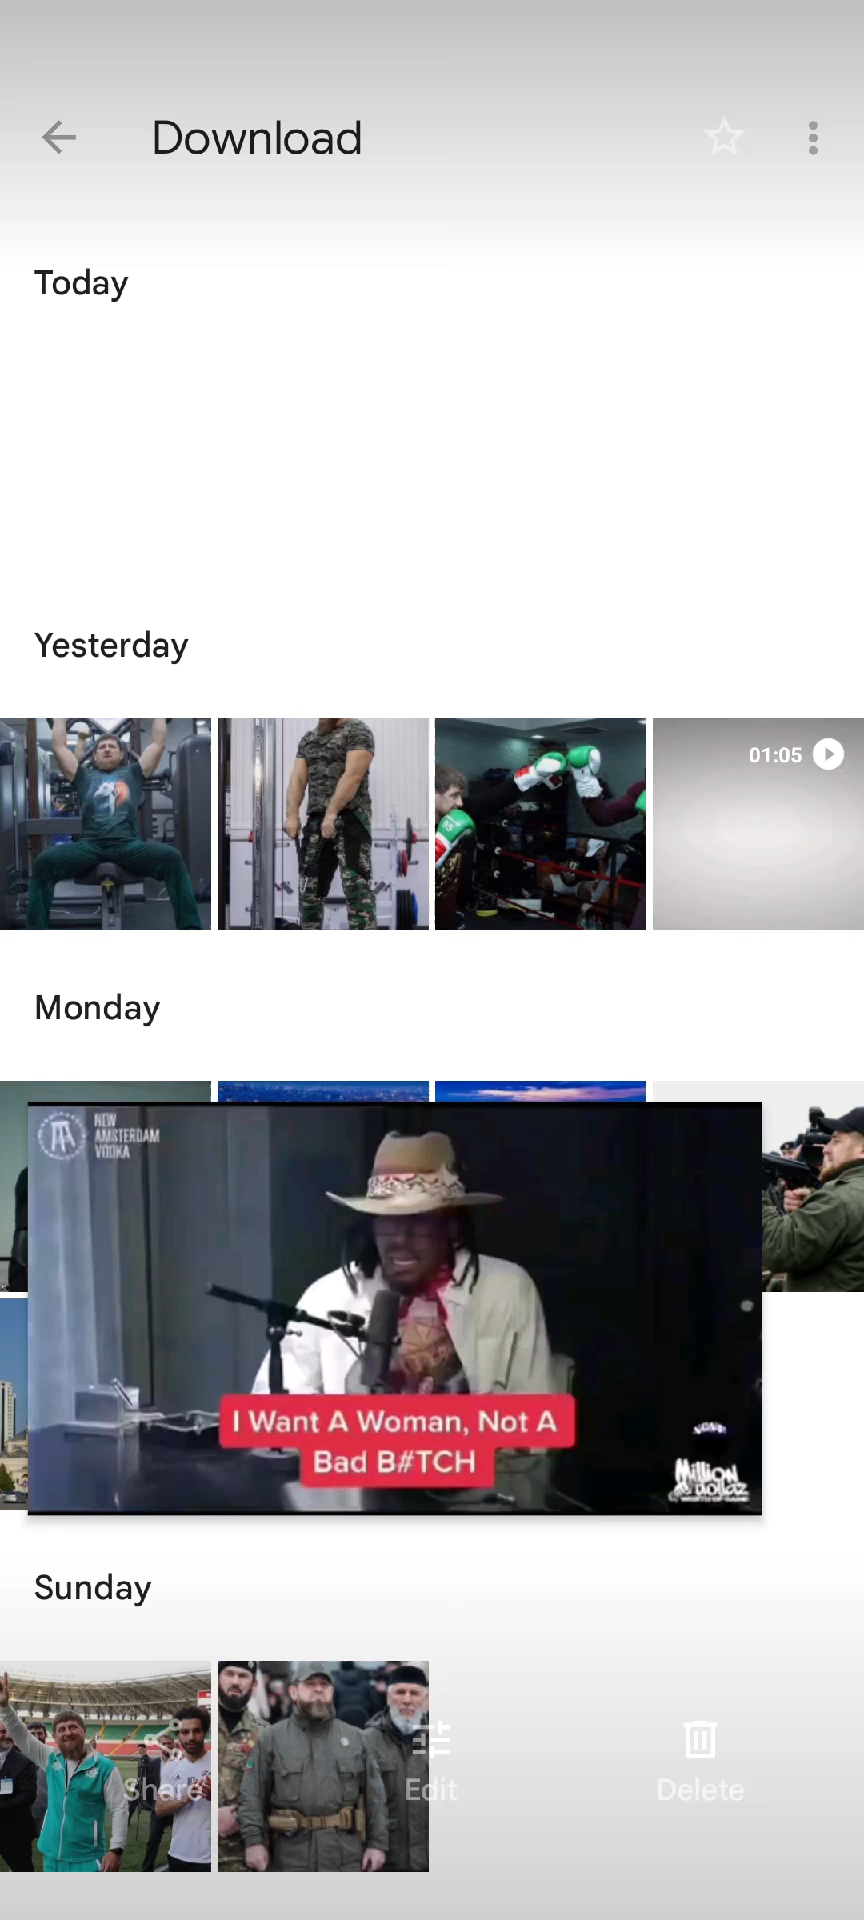 Download
Today
Yesterday
01:05
Monday
NEW
AMSTERDAM
VODKA
I Want A Woman, Not A
Bad B#TCH
Million
dollaz
Sunday
Share
Edit
Delete